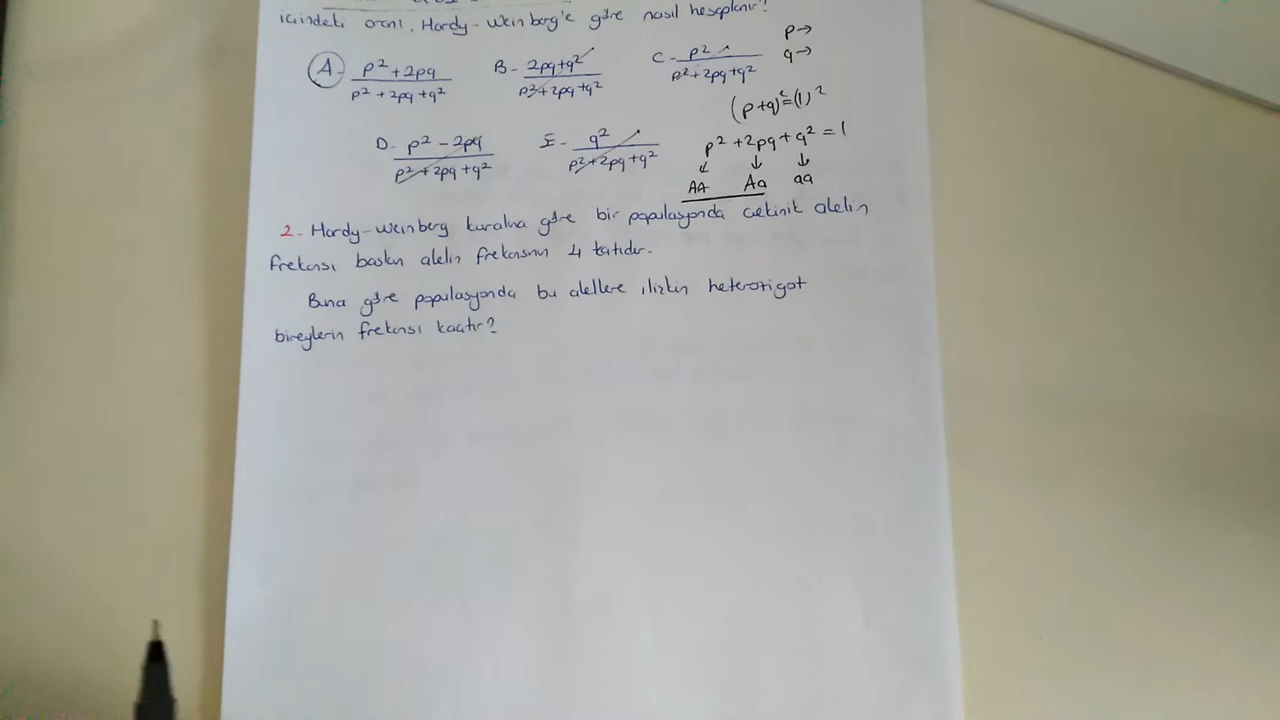 içindeki oranı, Hardy-Weinberg'e göre nasıl hesaplanır?
A- p²+2pq / p²+2pq+q² B- 2pq+q² / p²+2pq+q² C- p² / p²+2pq+q² p→ q→
(p+q)²=(1)²
D- p²-2pq / p²+2pq+q² E- q² / p²+2pq+q² p²+2pq+q²=1
↓ ↓ ↓
AA Aa aa
2- Hardy-Weinberg kuralına göre bir populasyonda çekinik alelin
frekansı baskın alelin frekansının 4 katıdır.
Buna göre populasyonda bu alellere ilişkin heterozigot
bireylerin frekansı kaçtır?